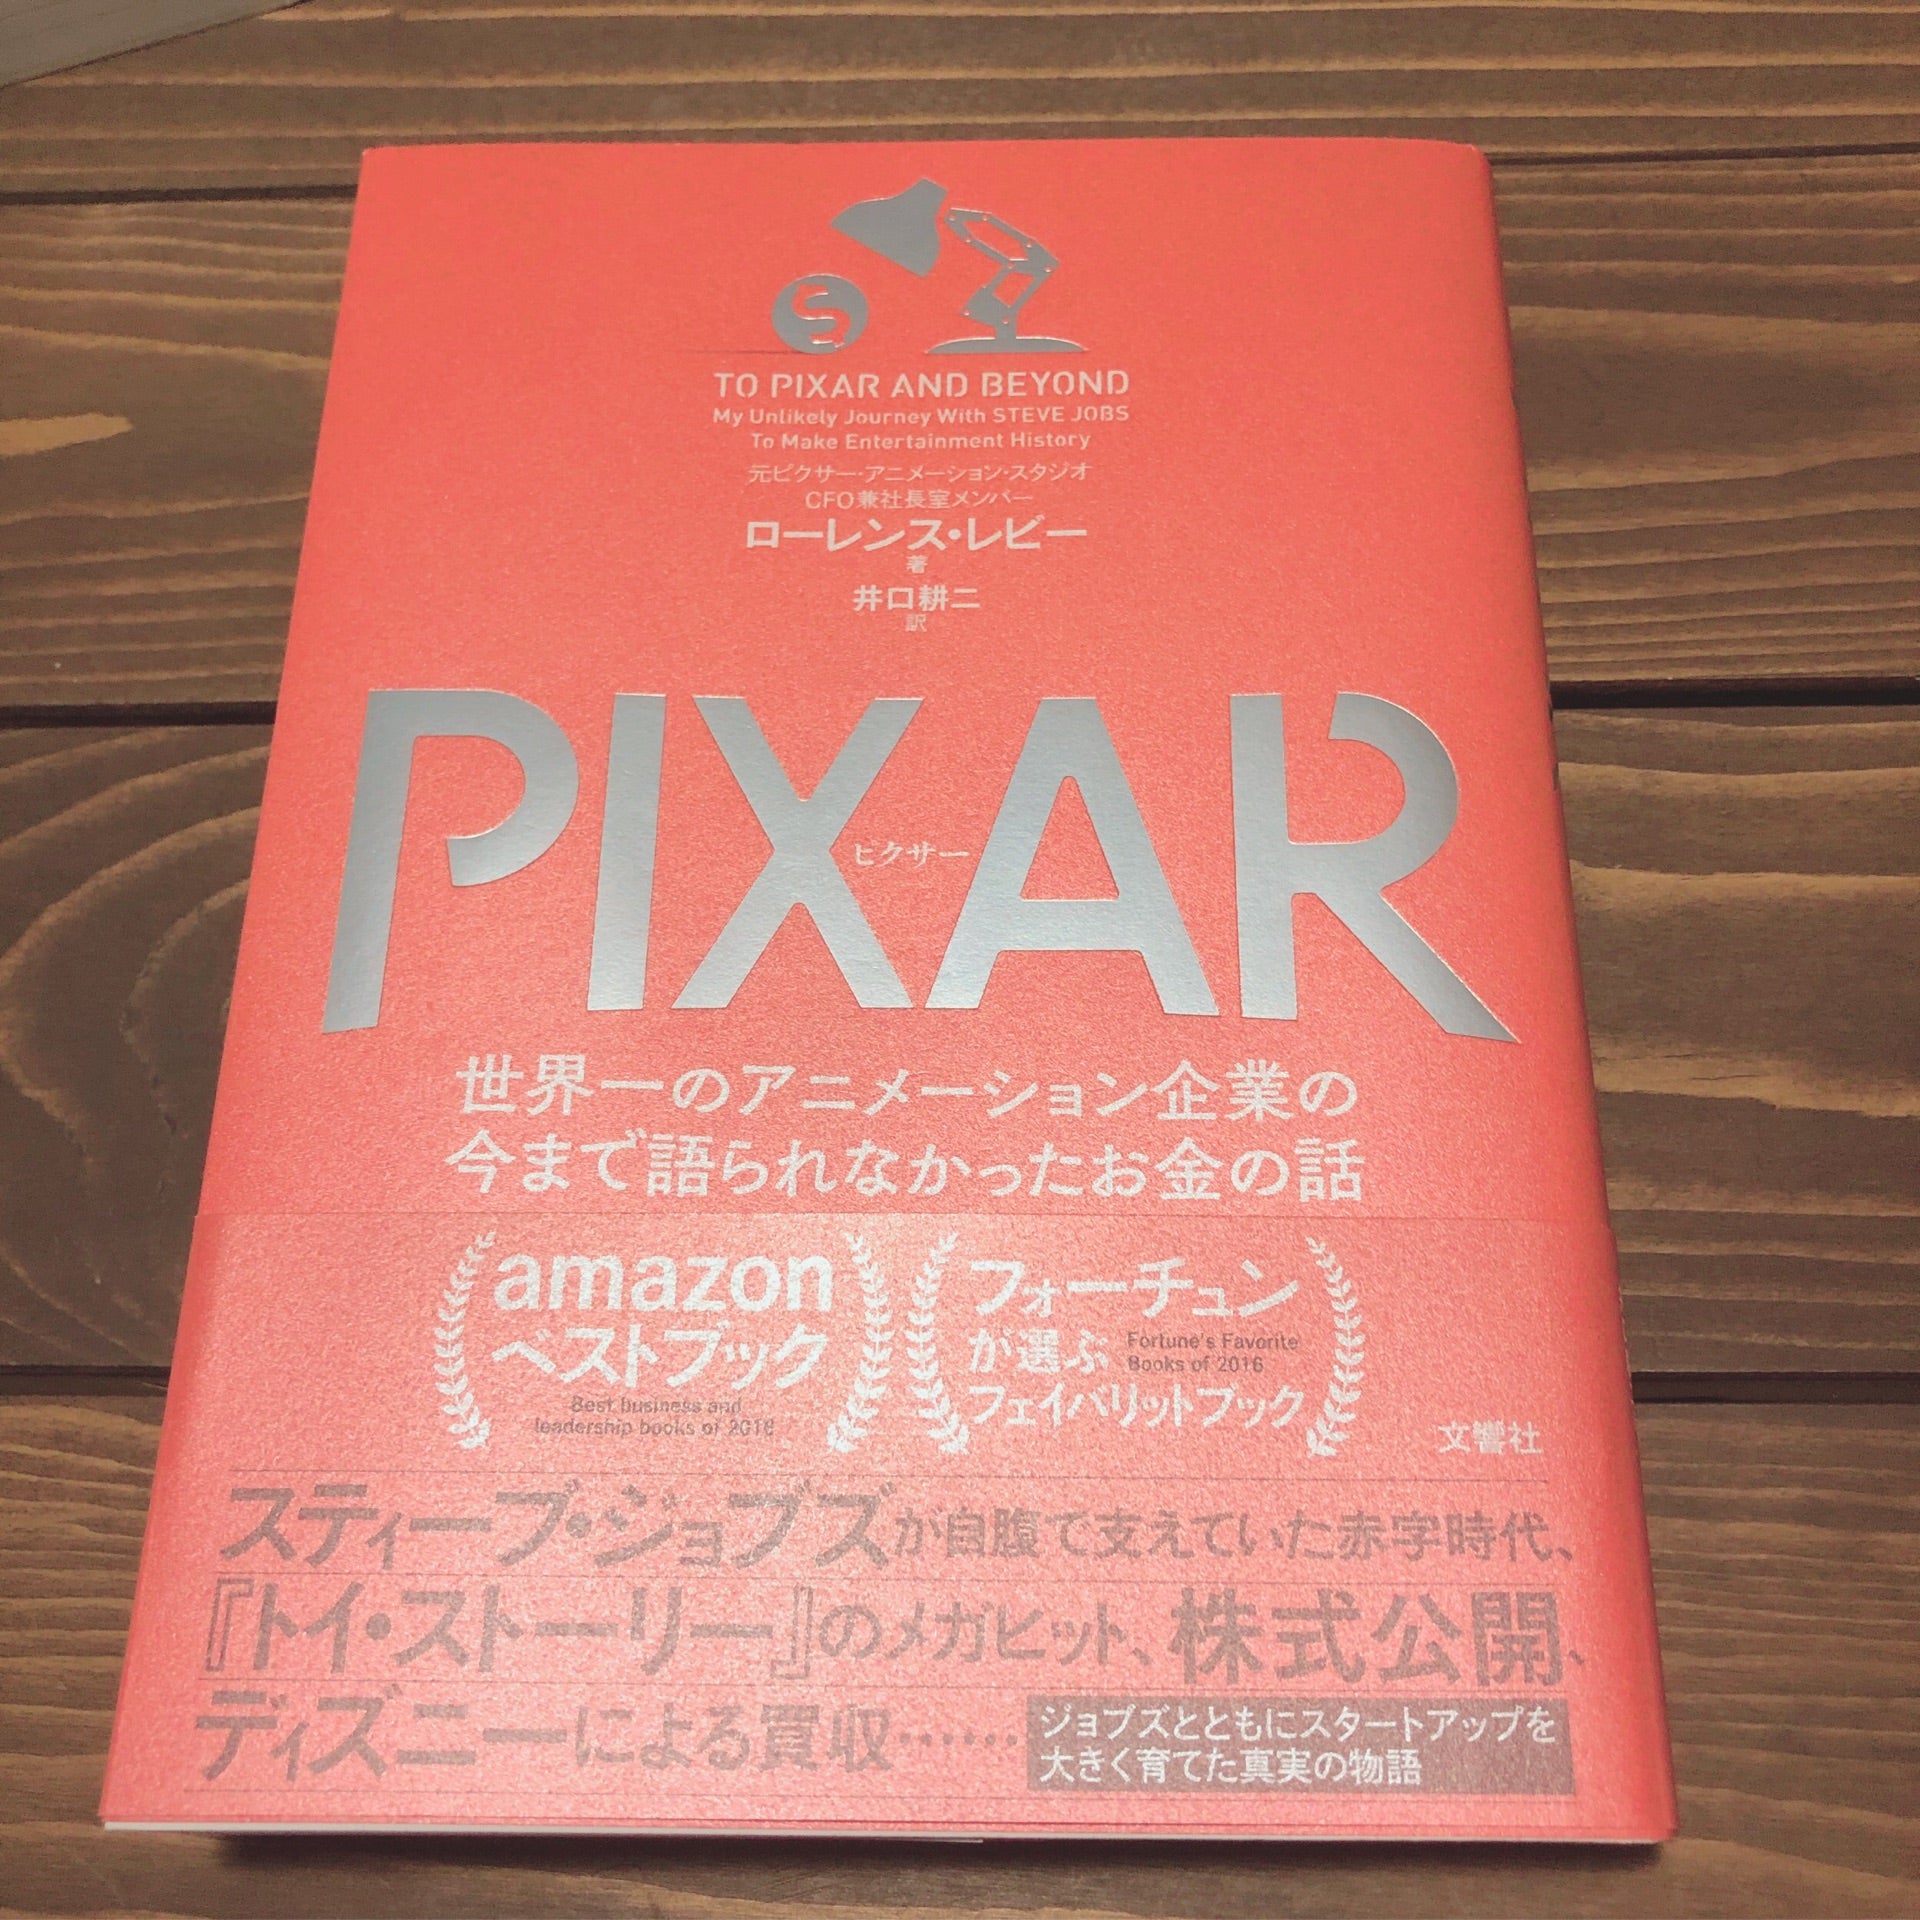 TO PIXAR AND BEYOND
My Unlikely Journey With STEVE JOBS
To Make Entertainment History
元ピクサー・アニメーション・スタジオ
CFO兼社長室メンバー
ローレンス・レビー
著
井口耕二
訳
PIXAR
ピクサー
世界一のアニメーション企業の
今まで語られなかったお金の話
amazon
ベストブック
Best business and
leadership books of 2016
フォーチュン
が選ぶ
Fortune's Favorite
Books of 2016
フェイバリットブック
文響社
スティーブ・ジョブズが自腹で支えていた赤字時代、
『トイ・ストーリー』のメガヒット、株式公開、
ディズニーによる買収……
ジョブズとともにスタートアップを
大きく育てた真実の物語